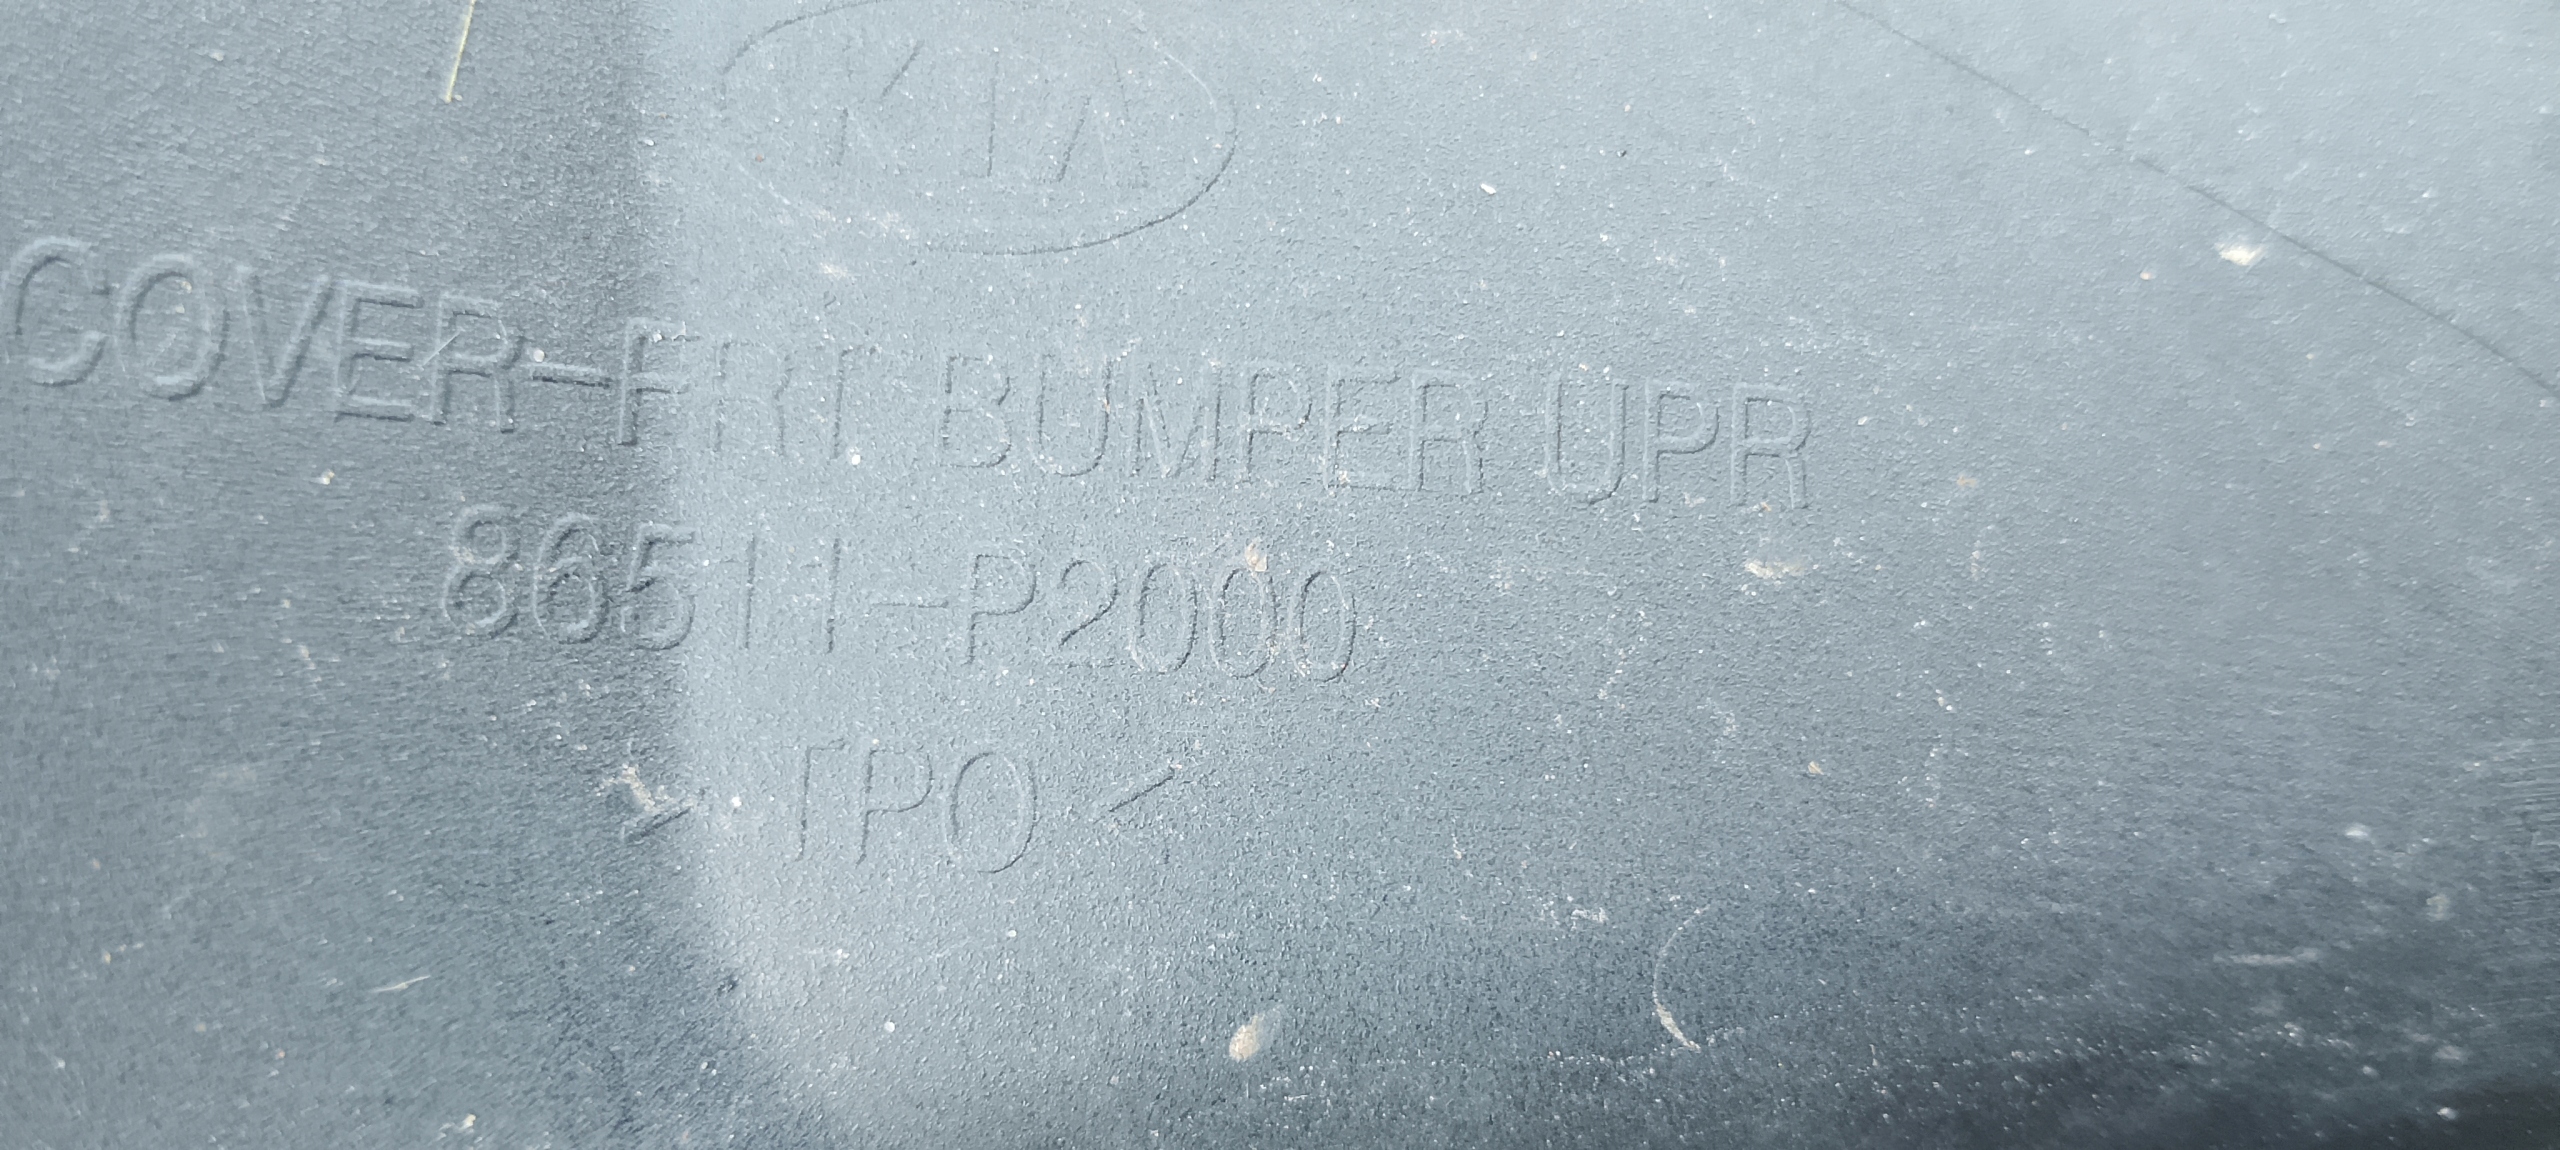 KIA
COVER-FRT BUMPER UPR
86511-P2000
> TPO <